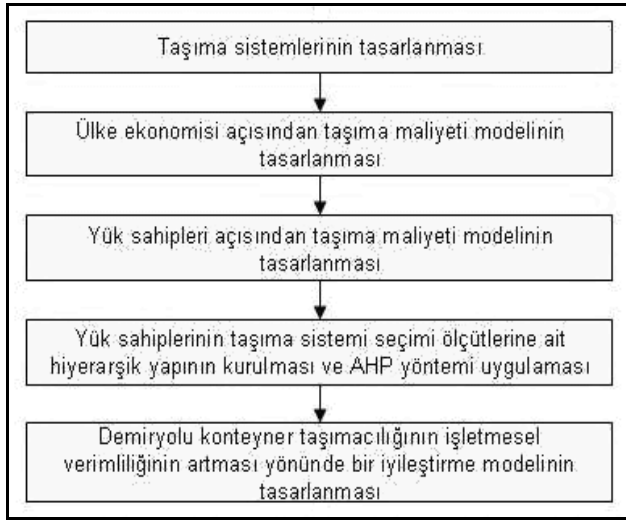 Taşıma sistemlerinin tasarlanması
Ülke ekonomisi açısından taşıma maliyeti modelinin
tasarlanması
Yük sahipleri açısından taşıma maliyeti modelinin
tasarlanması
Yük sahiplerinin taşıma sistemi seçimi ölçütlerine ait
hiyerarşik yapının kurulması ve AHP yöntemi uygulaması
Demiryolu konteyner taşımacılığının işletmesel
verimliliğinin artması yönünde bir iyileştirme modelinin
tasarlanması